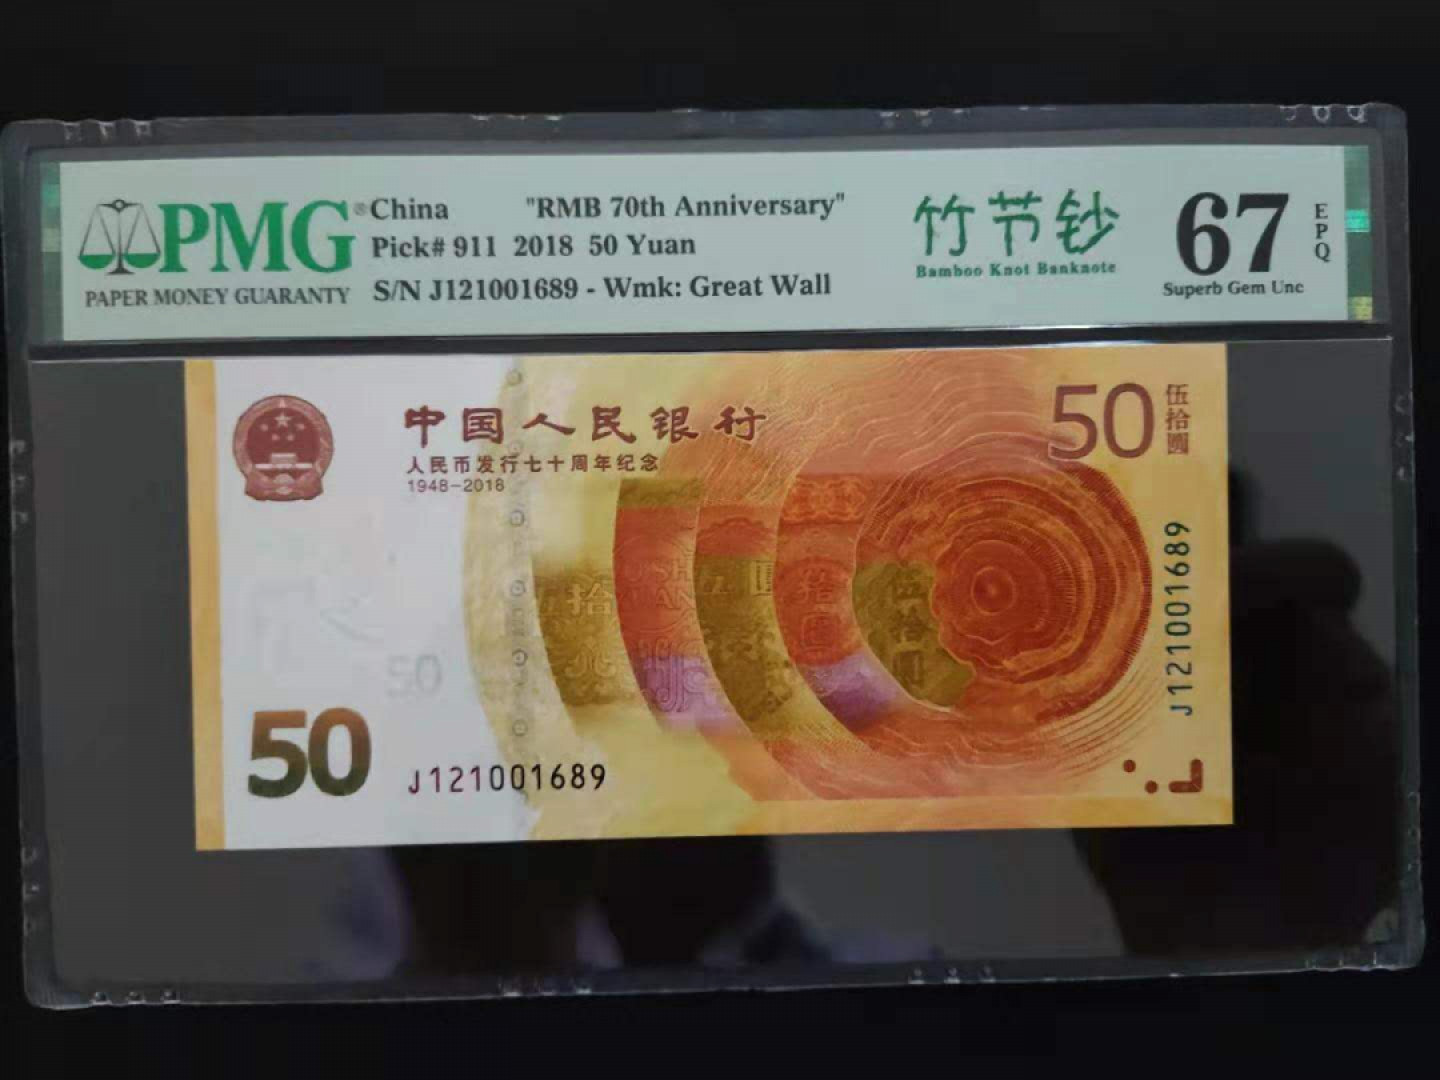 PMG®
PAPER MONEY GUARANTY
China "RMB 70th Anniversary"
Pick# 911 2018 50 Yuan
S/N J121001689 - Wmk: Great Wall
竹节钞
Bamboo Knot Banknote
67
EPQ
Superb Gem Unc
中国人民银行
人民币发行七十周年纪念
1948-2018
50
伍拾圆
J121001689
50
J121001689